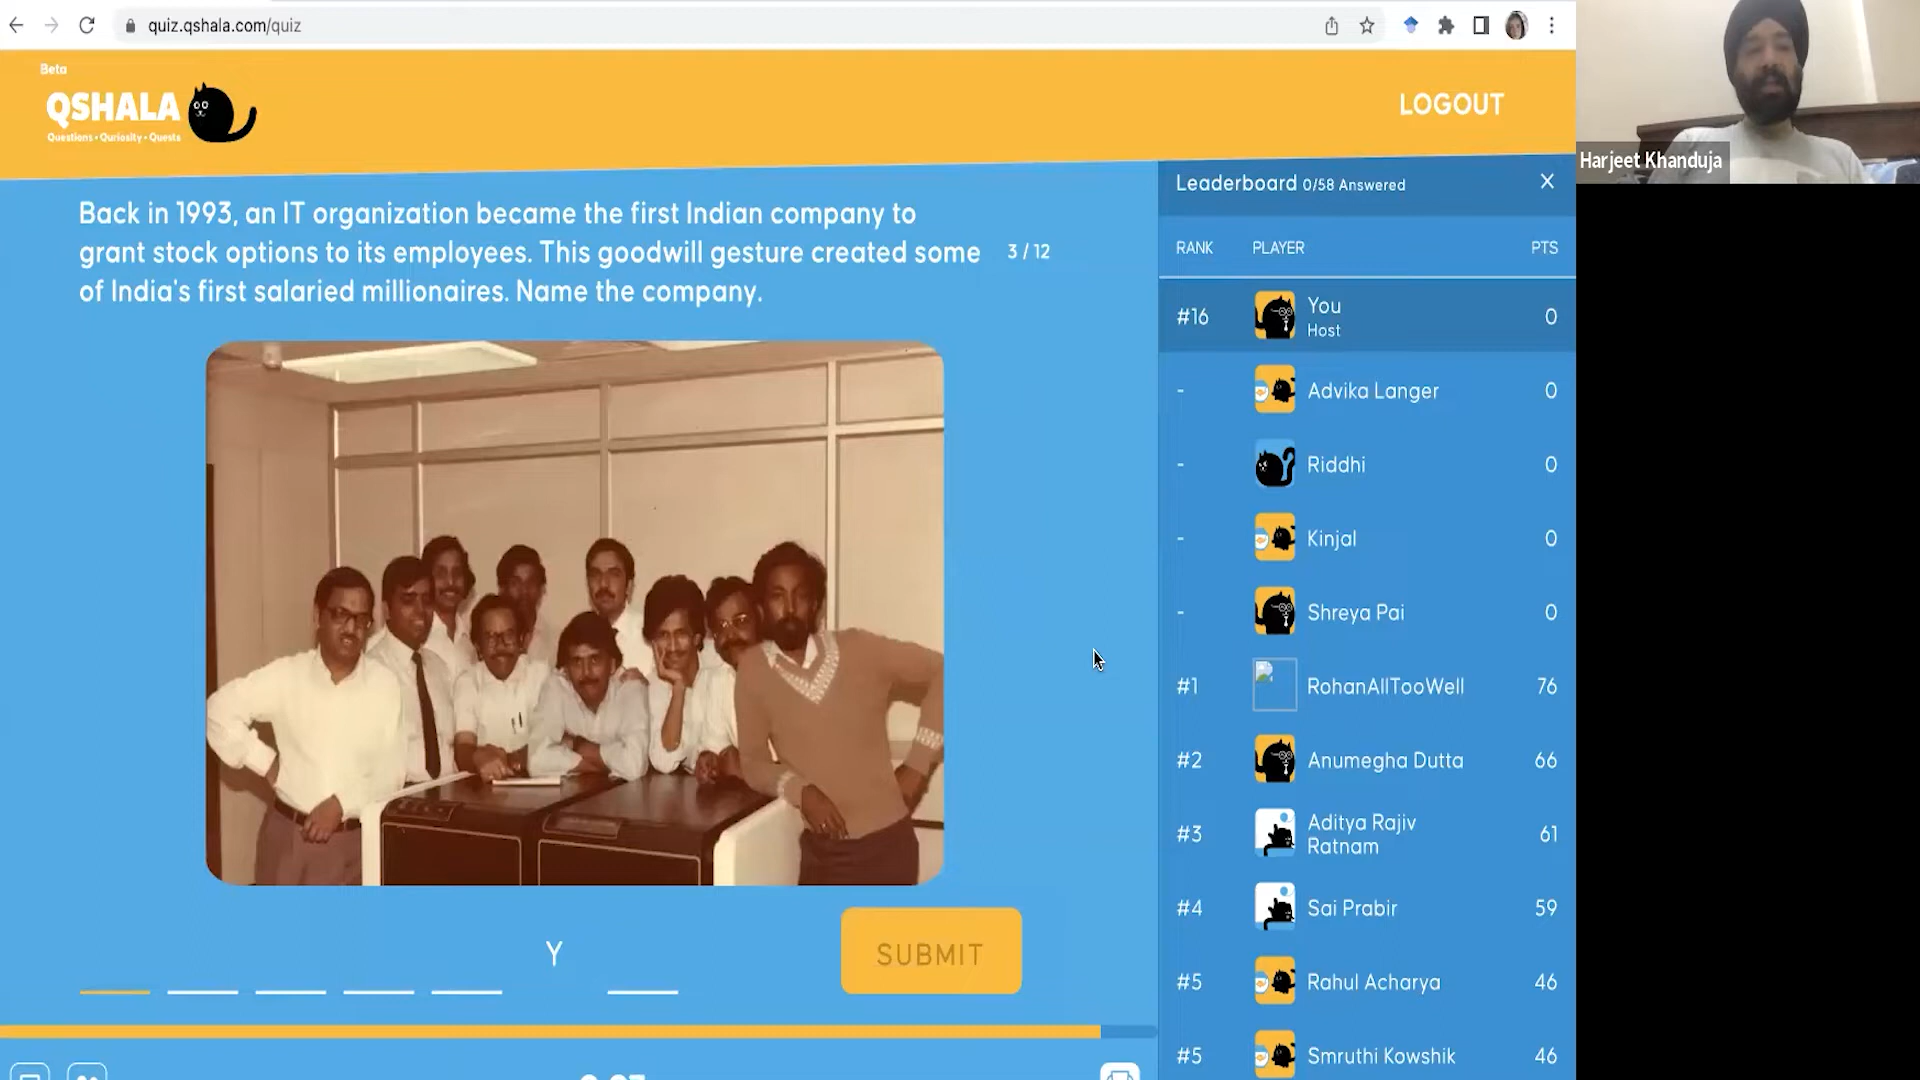 quiz.qshala.com/quiz
Beta
QSHALA
Questions • Quriosity • Quests
LOGOUT
Harjeet Khanduja
Back in 1993, an IT organization became the first Indian company to
grant stock options to its employees. This goodwill gesture created some
of India's first salaried millionaires. Name the company.
3 / 12
Y
SUBMIT
Leaderboard 0/58 Answered X
RANK PLAYER PTS
#16 You 0
Host
- Advika Langer 0
- Riddhi 0
- Kinjal 0
- Shreya Pai 0
#1 RohanAllTooWell 76
#2 Anumegha Dutta 66
#3 Aditya Rajiv 61
Ratnam
#4 Sai Prabir 59
#5 Rahul Acharya 46
#5 Smruthi Kowshik 46